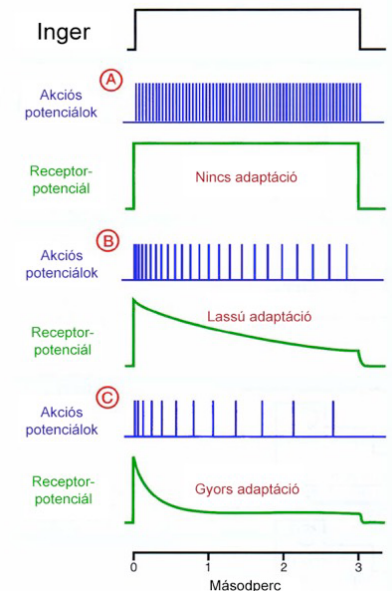 Inger
A
Akciós
potenciálok
Receptor-
potenciál
Nincs adaptáció
B
Akciós
potenciálok
Receptor-
potenciál
Lassú adaptáció
C
Akciós
potenciálok
Receptor-
potenciál
Gyors adaptáció
0 1 2 3
Másodperc